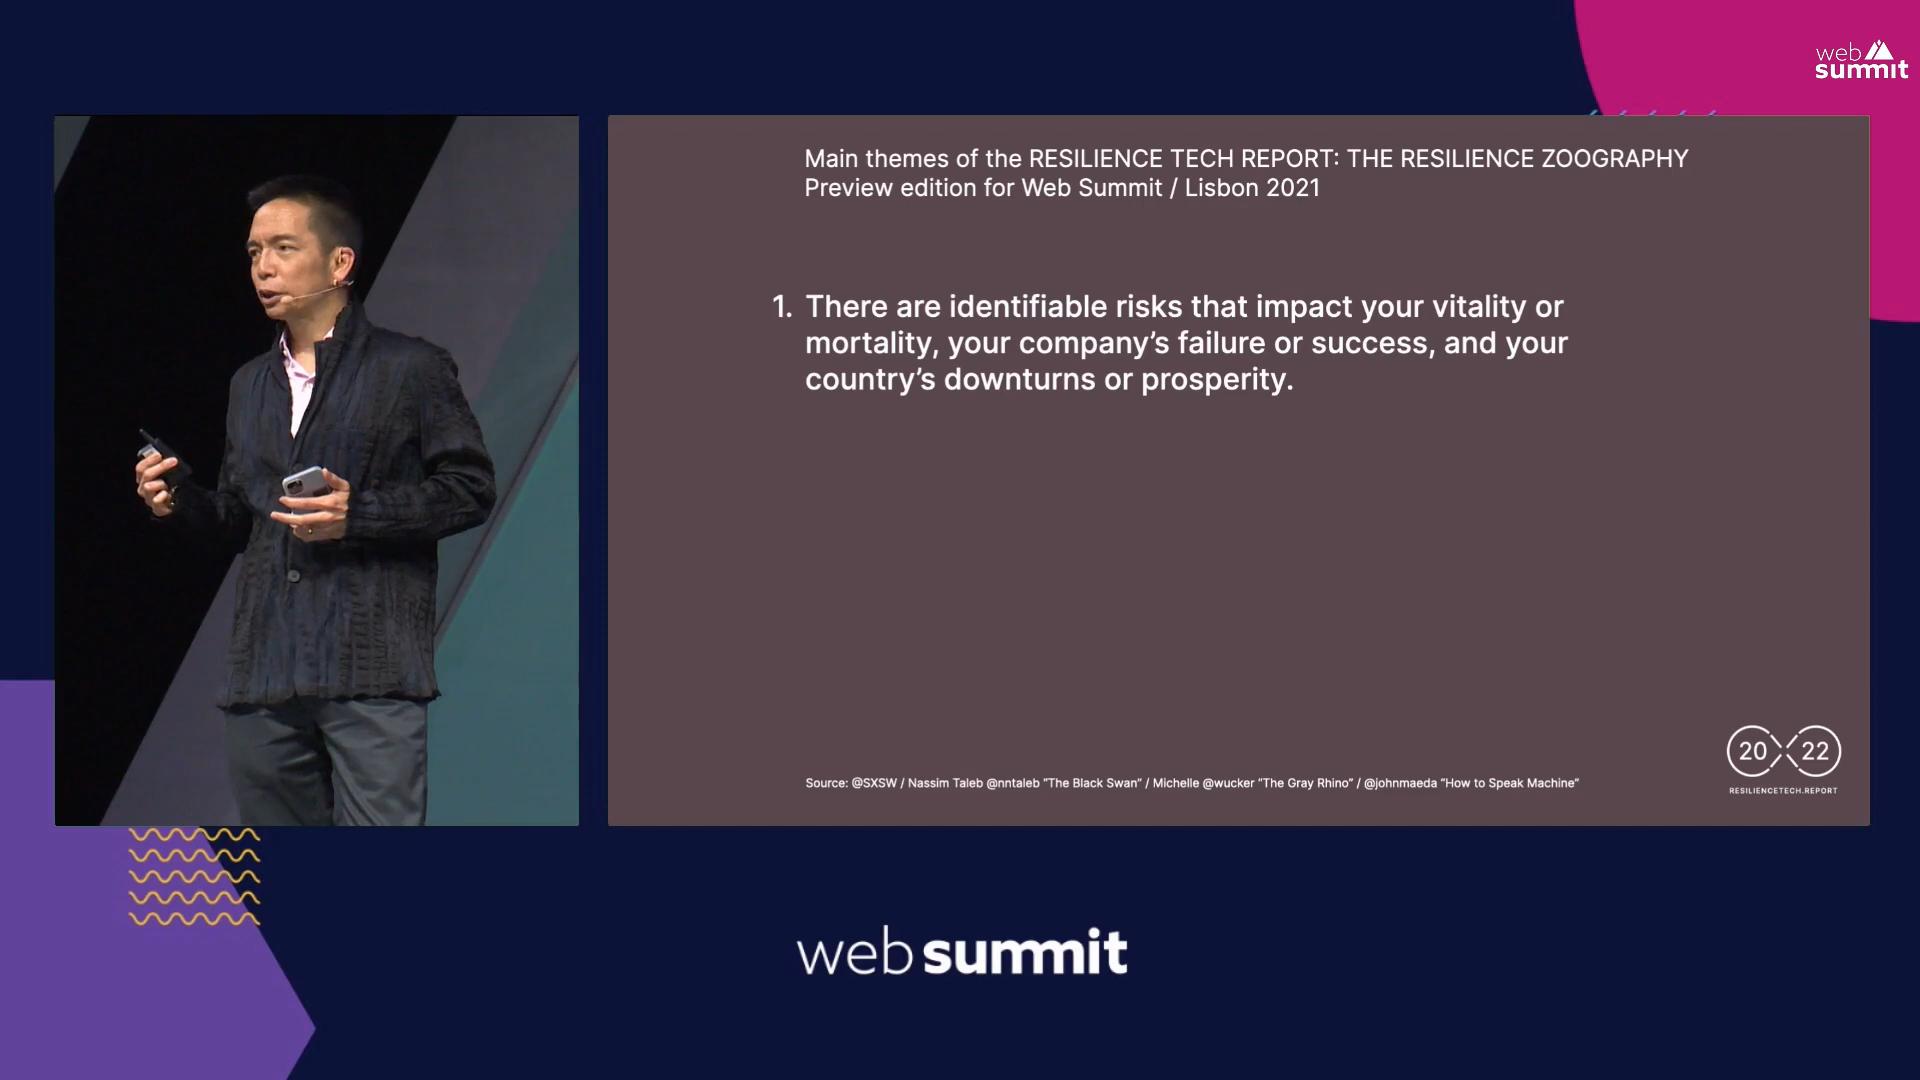 web
summit
Main themes of the RESILIENCE TECH REPORT: THE RESILIENCE ZOOGRAPHY
Preview edition for Web Summit / Lisbon 2021
1. There are identifiable risks that impact your vitality or
mortality, your company’s failure or success, and your
country’s downturns or prosperity.
Source: @SXSW / Nassim Taleb @nntaleb “The Black Swan” / Michelle @wucker “The Gray Rhino” / @johnmaeda “How to Speak Machine”
20 22
RESILIENCETECH.REPORT
web summit